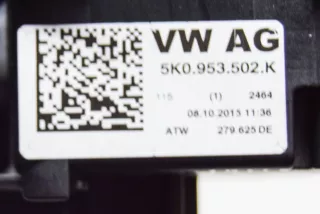 VW AG
5K0.953.502.K
115 (1) 2464
08.10.2015 11:36
ATW 279.625 DE